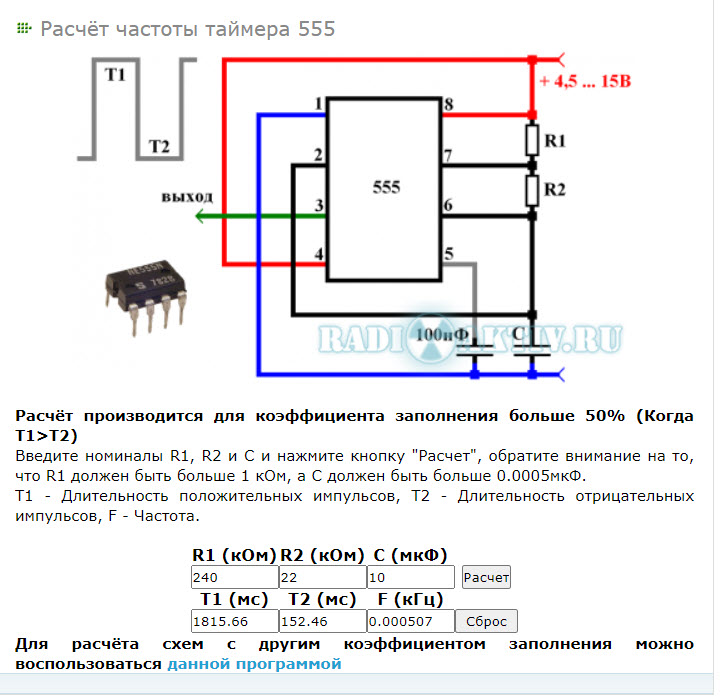 Расчёт частоты таймера 555
T1
T2
выход
1
2
3
4
555
8
7
6
5
+ 4,5 ... 15В
R1
R2
NE555N
S 7828
100нФ
C
RADIOAKTIV.RU
Расчёт производится для коэффициента заполнения больше 50% (Когда
T1>T2)
Введите номиналы R1, R2 и C и нажмите кнопку "Расчет", обратите внимание на то,
что R1 должен быть больше 1 кОм, а C должен быть больше 0.0005мкФ.
T1 - Длительность положительных импульсов, T2 - Длительность отрицательных
импульсов, F - Частота.
R1 (кОм) R2 (кОм) C (мкФ)
240 22 10 Расчет
T1 (мс) T2 (мс) F (кГц)
1815.66 152.46 0.000507 Сброс
Для расчёта схем с другим коэффициентом заполнения можно
воспользоваться данной программой